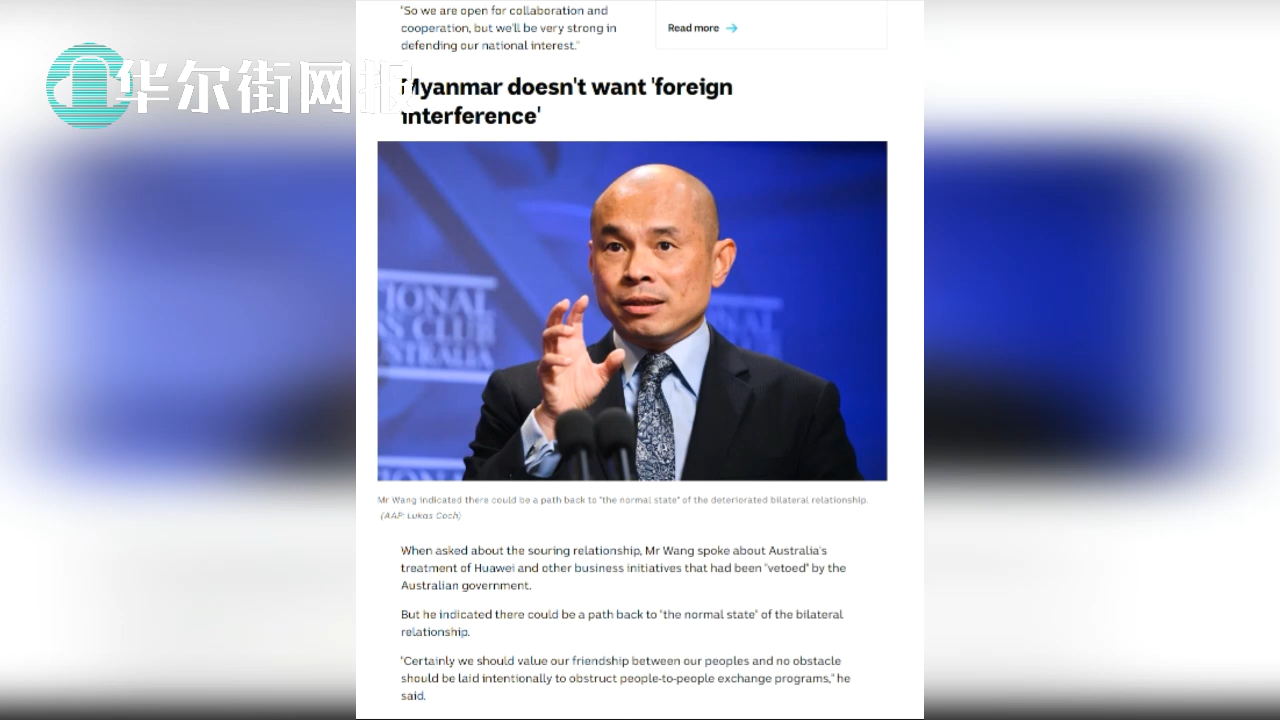 "So we are open for collaboration and
cooperation, but we'll be very strong in
defending our national interest."
Read more →
华尔街网报
Myanmar doesn't want 'foreign
interference'
IONAL
SS CLUB
USTRALIA
NAL
Mr Wang indicated there could be a path back to "the normal state" of the deteriorated bilateral relationship.
(AAP: Lukas Coch)
When asked about the souring relationship, Mr Wang spoke about Australia's
treatment of Huawei and other business initiatives that had been "vetoed" by the
Australian government.
But he indicated there could be a path back to "the normal state" of the bilateral
relationship.
"Certainly we should value our friendship between our peoples and no obstacle
should be laid intentionally to obstruct people-to-people exchange programs," he
said.